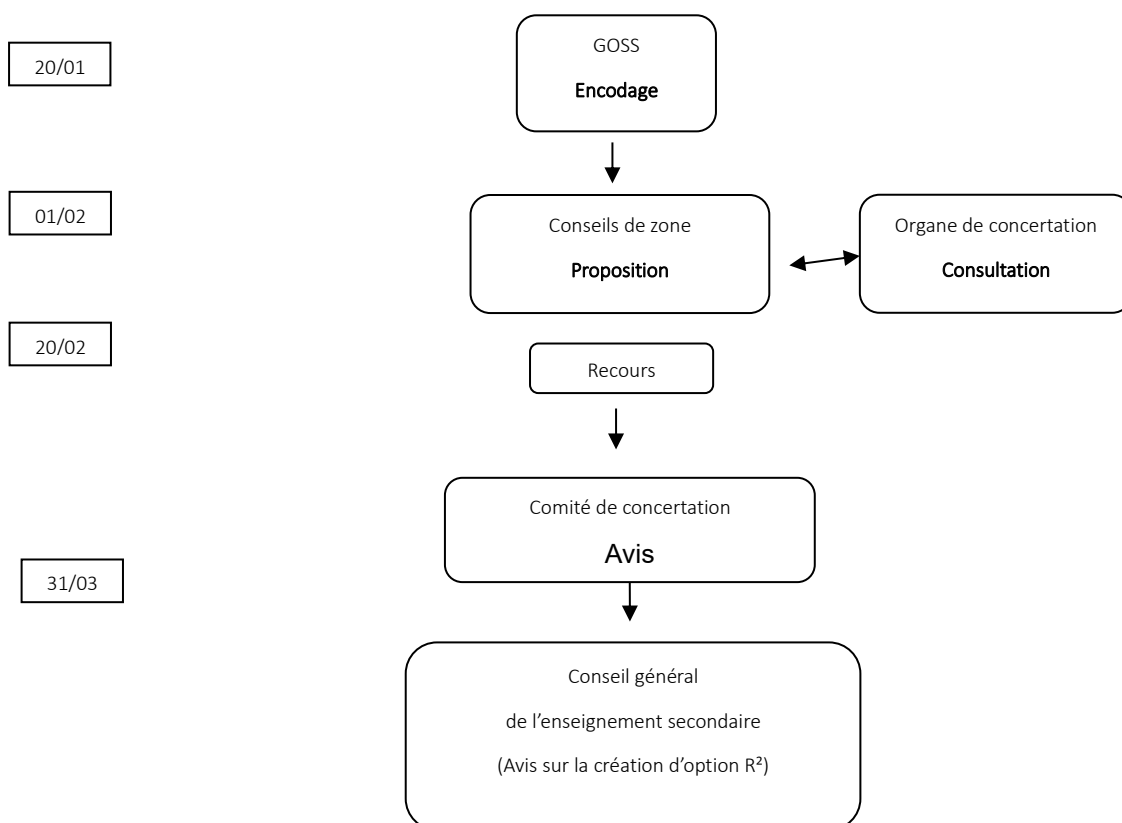 GOSS
20/01
Encodage
01/02
Conseils de zone
Proposition
Organe de concertation
Consultation
20/02
Recours
Comité de concertation
Avis
31/03
Conseil général
de l’enseignement secondaire
(Avis sur la création d’option R²)